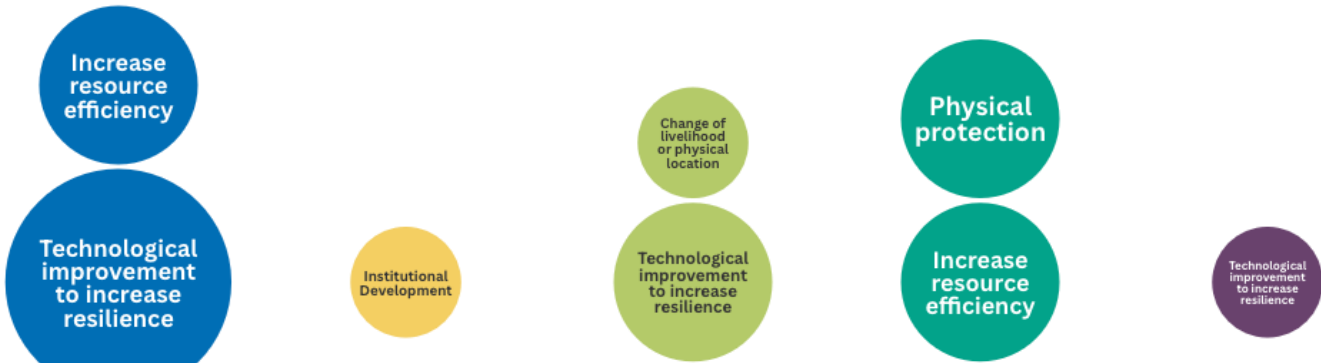 Increase
resource
efficiency
Technological
improvement
to increase
resilience
Institutional
Development
Change of
livelihood
or physical
location
Technological
improvement
to increase
resilience
Physical
protection
Increase
resource
efficiency
Technological
improvement
to increase
resilience